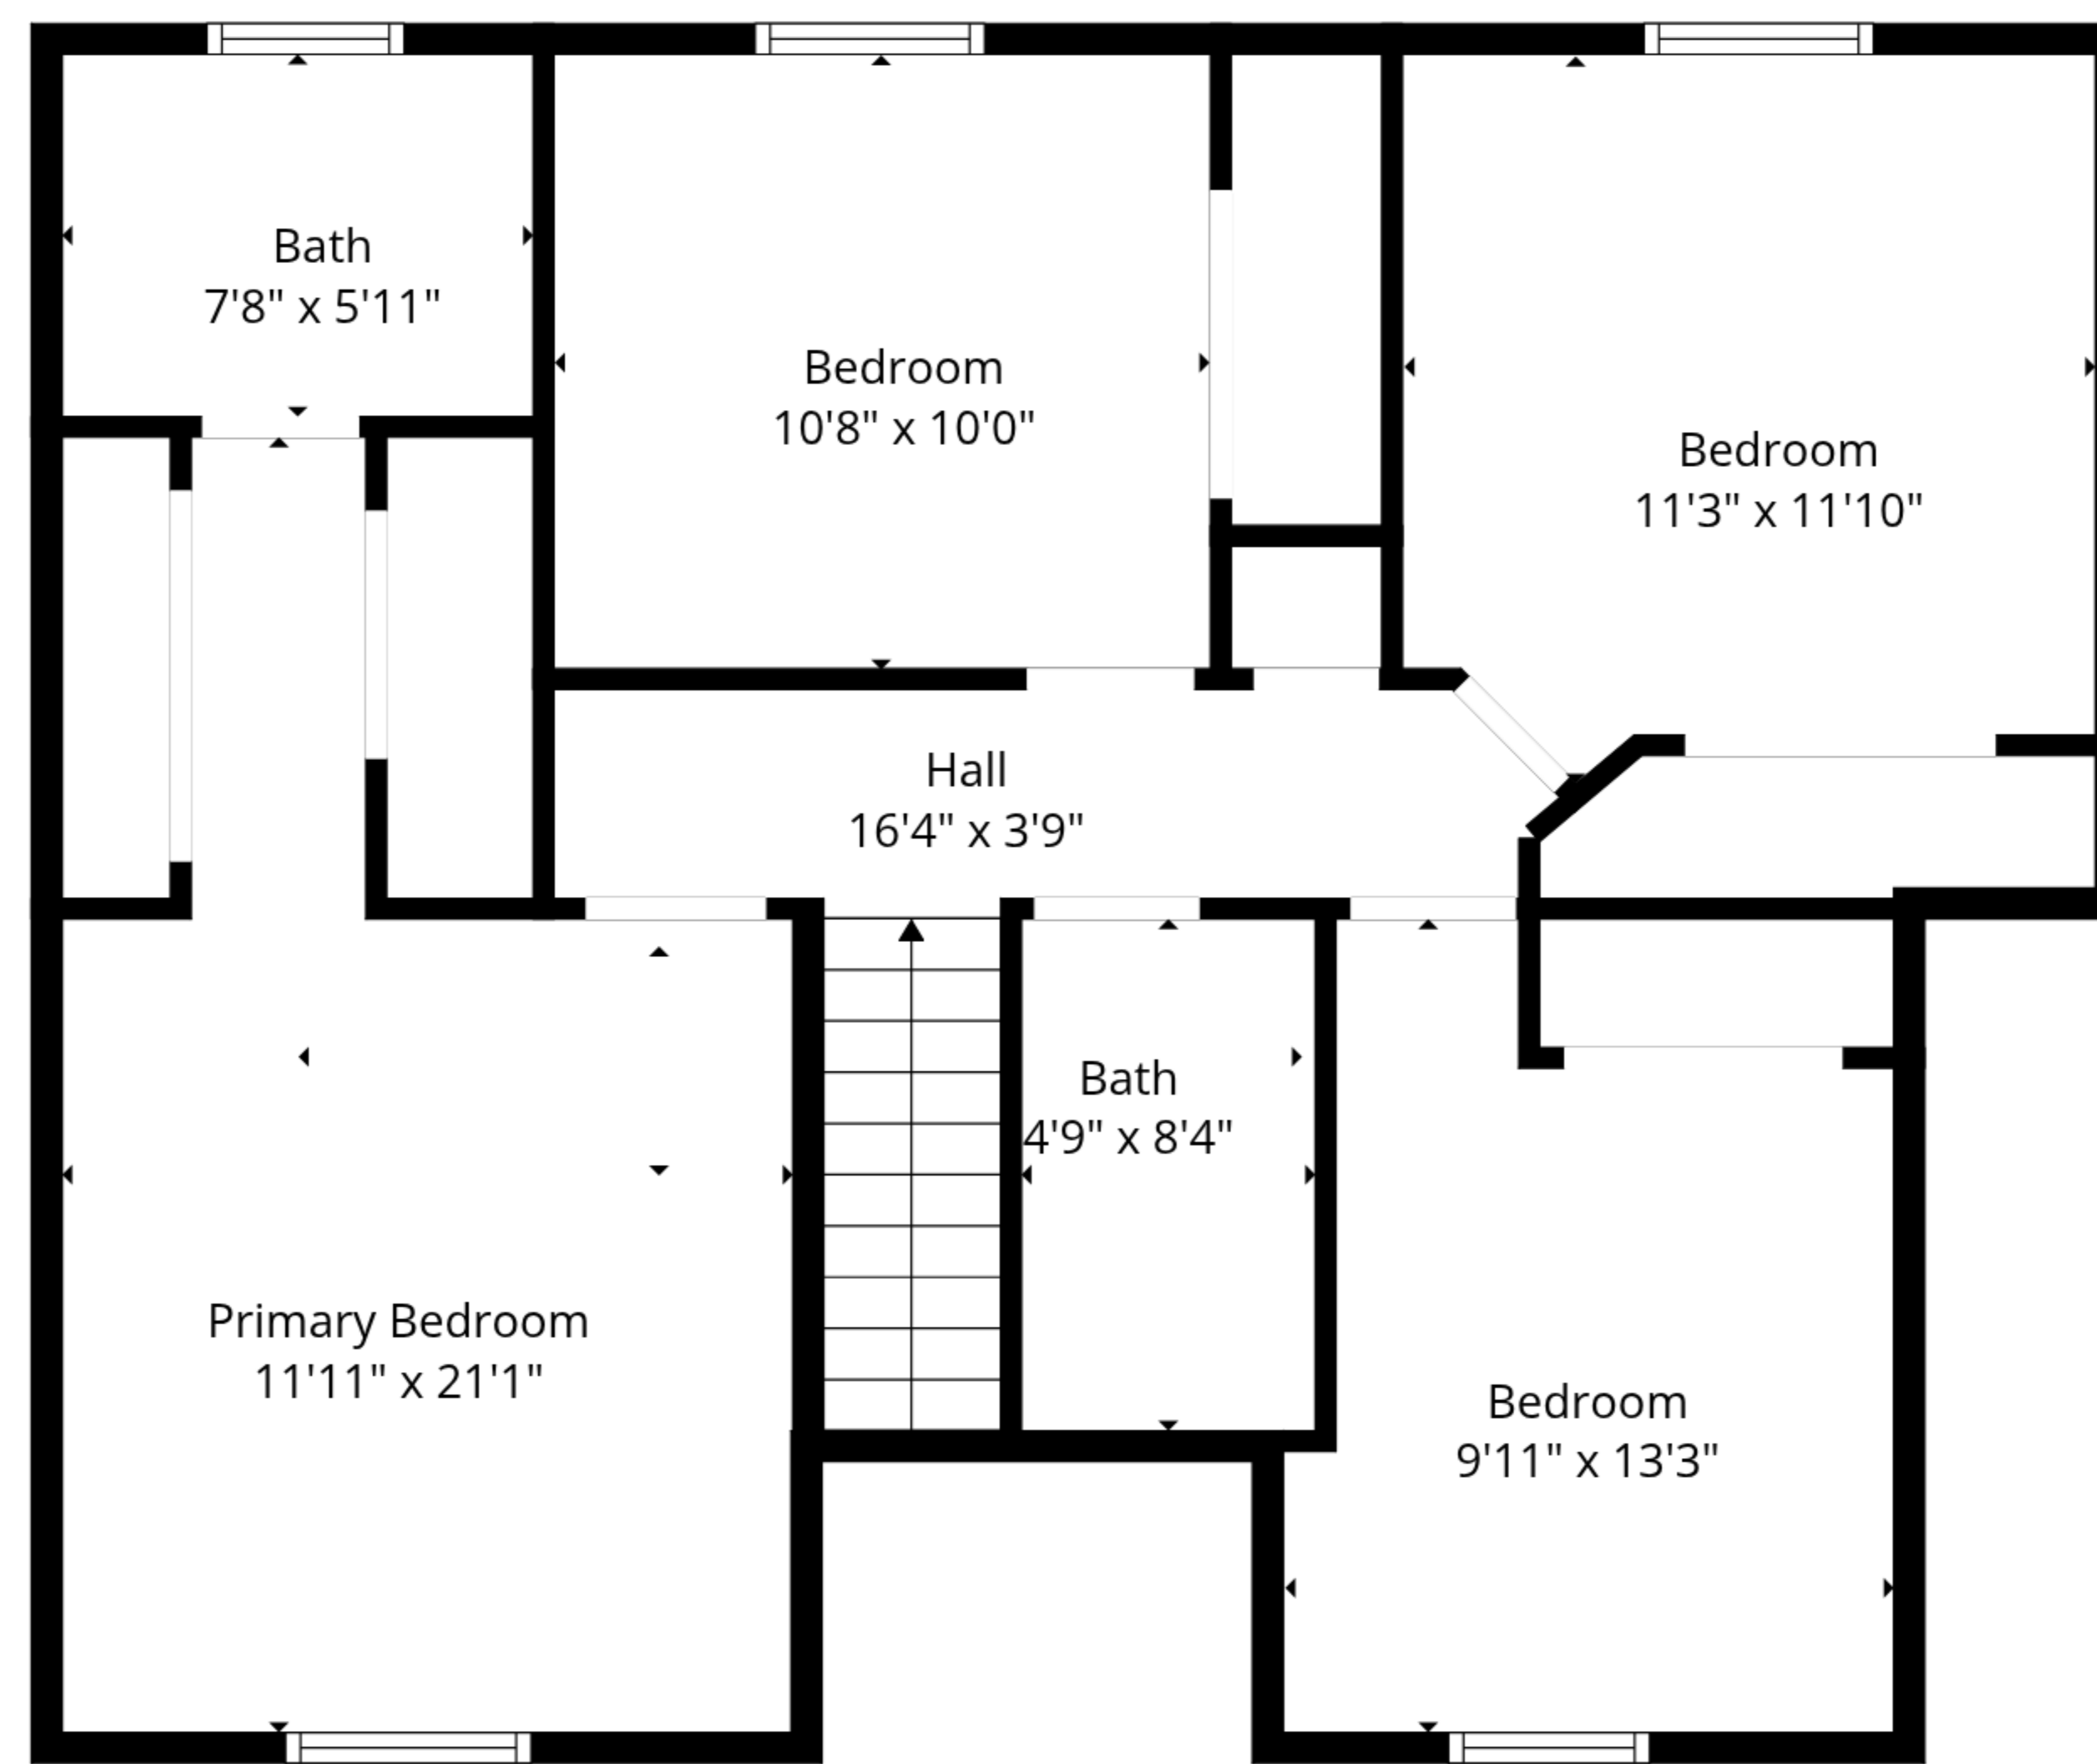 Bath
7'8" x 5'11"
Bedroom
10'8" x 10'0"
Bedroom
11'3" x 11'10"
Hall
16'4" x 3'9"
Bath
4'9" x 8'4"
Primary Bedroom
11'11" x 21'1"
Bedroom
9'11" x 13'3"